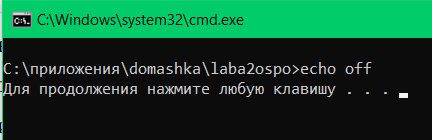 C:\Windows\system32\cmd.exe
C:\приложения\domashka\laba2ospo>echo off
Для продолжения нажмите любую клавишу . . .